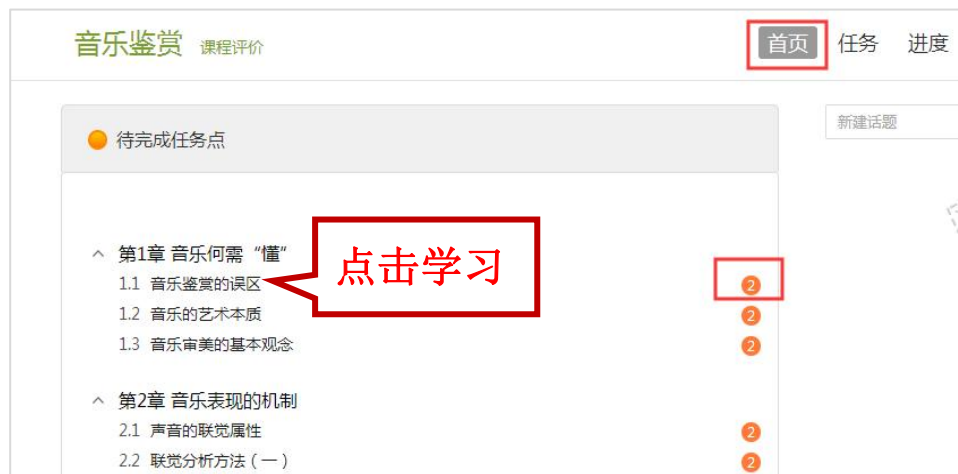 音乐鉴赏 课程评价 首页 任务 进度
待完成任务点
新建话题
第1章 音乐何需“懂”
点击学习
1.1 音乐鉴赏的误区 2
1.2 音乐的艺术本质 2
1.3 音乐审美的基本观念 2
第2章 音乐表现的机制
2.1 声音的联觉属性 2
2.2 联觉分析方法(一) 2